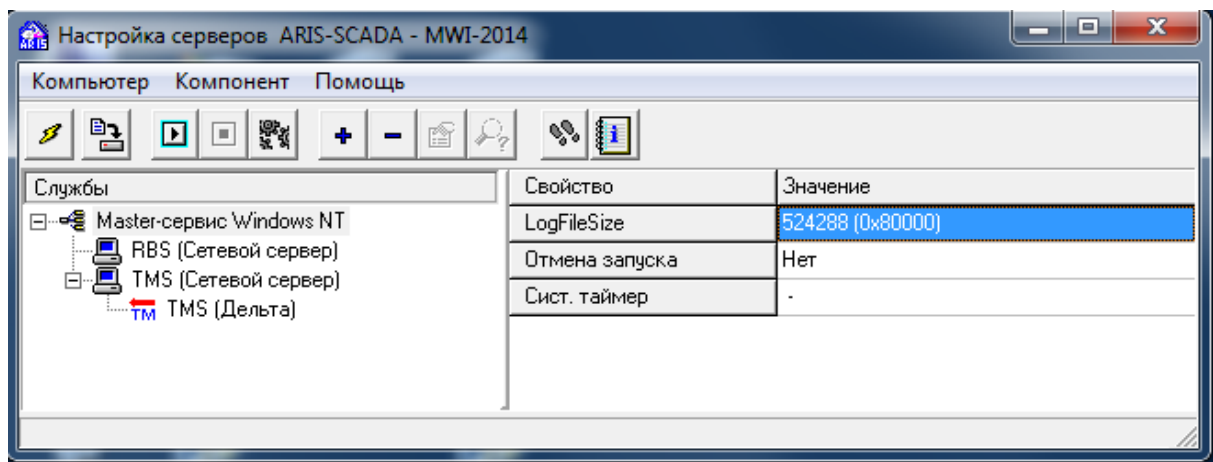 Настройка серверов ARIS-SCADA - MWI-2014
Компьютер Компонент Помощь
Службы
Master-сервис Windows NT
RBS (Сетевой сервер)
TMS (Сетевой сервер)
TM TMS (Дельта)
Свойство Значение
LogFileSize 524288 (0x80000)
Отмена запуска Нет
Сист. таймер -